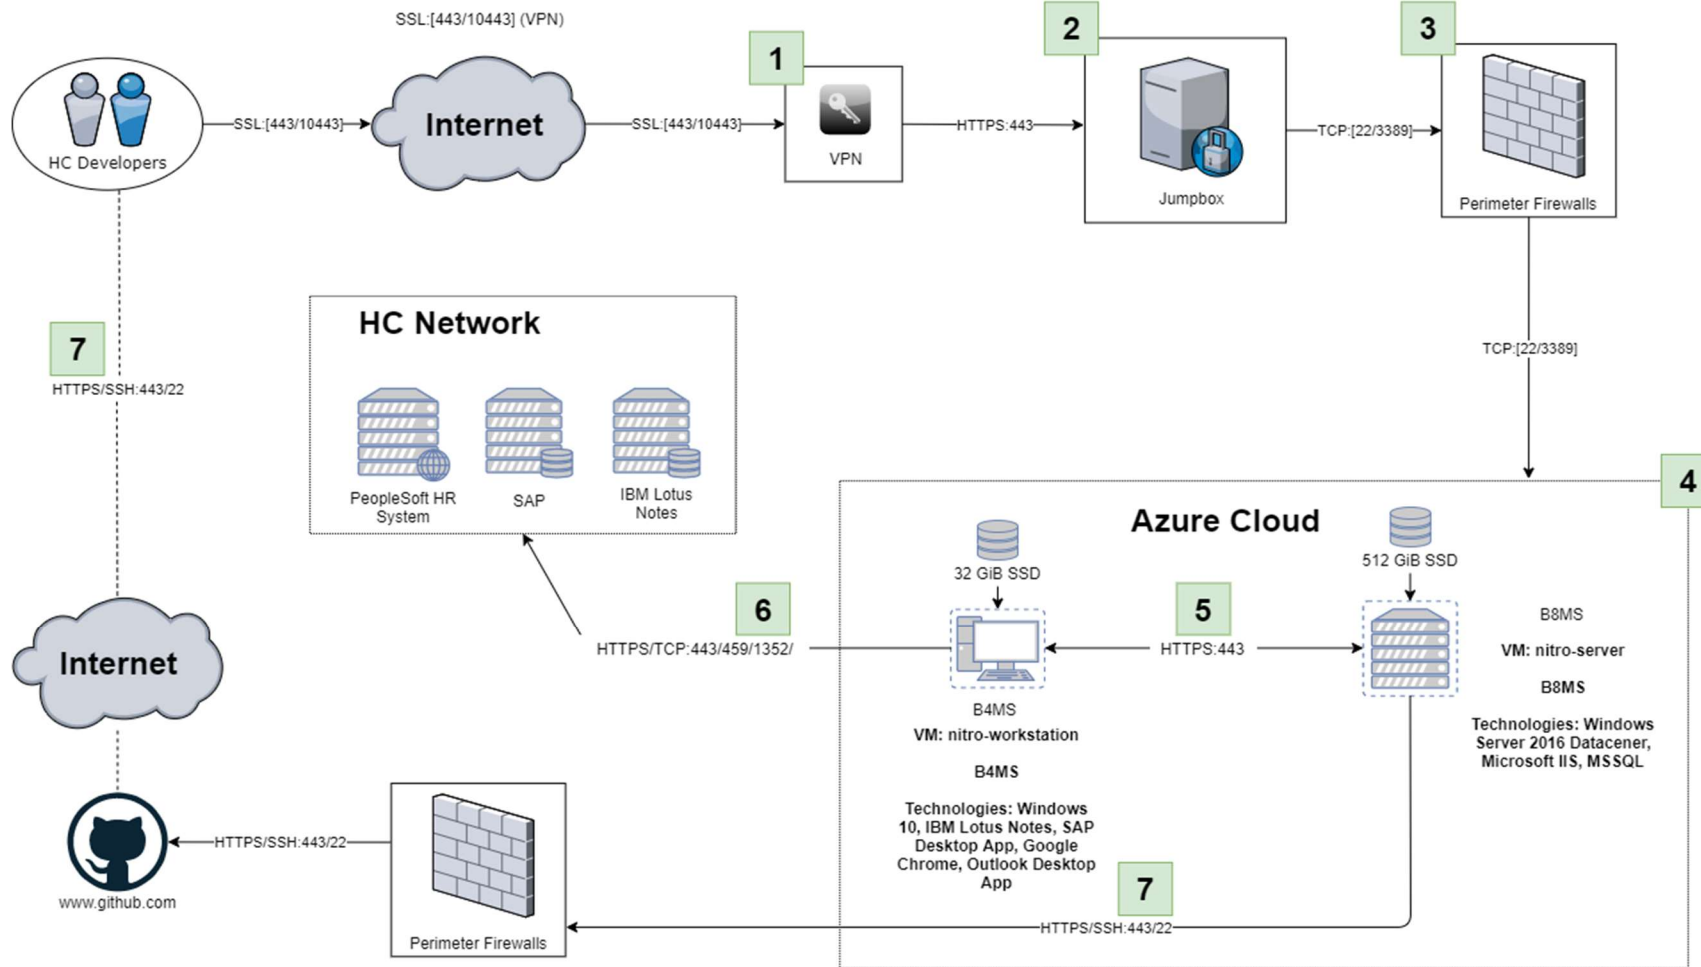 SSL:[443/10443] (VPN)
1
2
3
HC Developers
SSL:[443/10443]
Internet
SSL:[443/10443]
VPN
HTTPS:443
Jumpbox
TCP:[22/3389]
Perimeter Firewalls
7
HTTPS/SSH:443/22
HC Network
PeopleSoft HR
System
SAP
IBM Lotus
Notes
TCP:[22/3389]
4
Azure Cloud
32 GiB SSD
512 GiB SSD
6
HTTPS/TCP:443/459/1352/
5
HTTPS:443
B4MS
VM: nitro-workstation
B4MS
Technologies: Windows
10, IBM Lotus Notes, SAP
Desktop App, Google
Chrome, Outlook Desktop
App
B8MS
VM: nitro-server
B8MS
Technologies: Windows
Server 2016 Datacener,
Microsoft IIS, MSSQL
Internet
www.github.com
HTTPS/SSH:443/22
Perimeter Firewalls
7
HTTPS/SSH:443/22